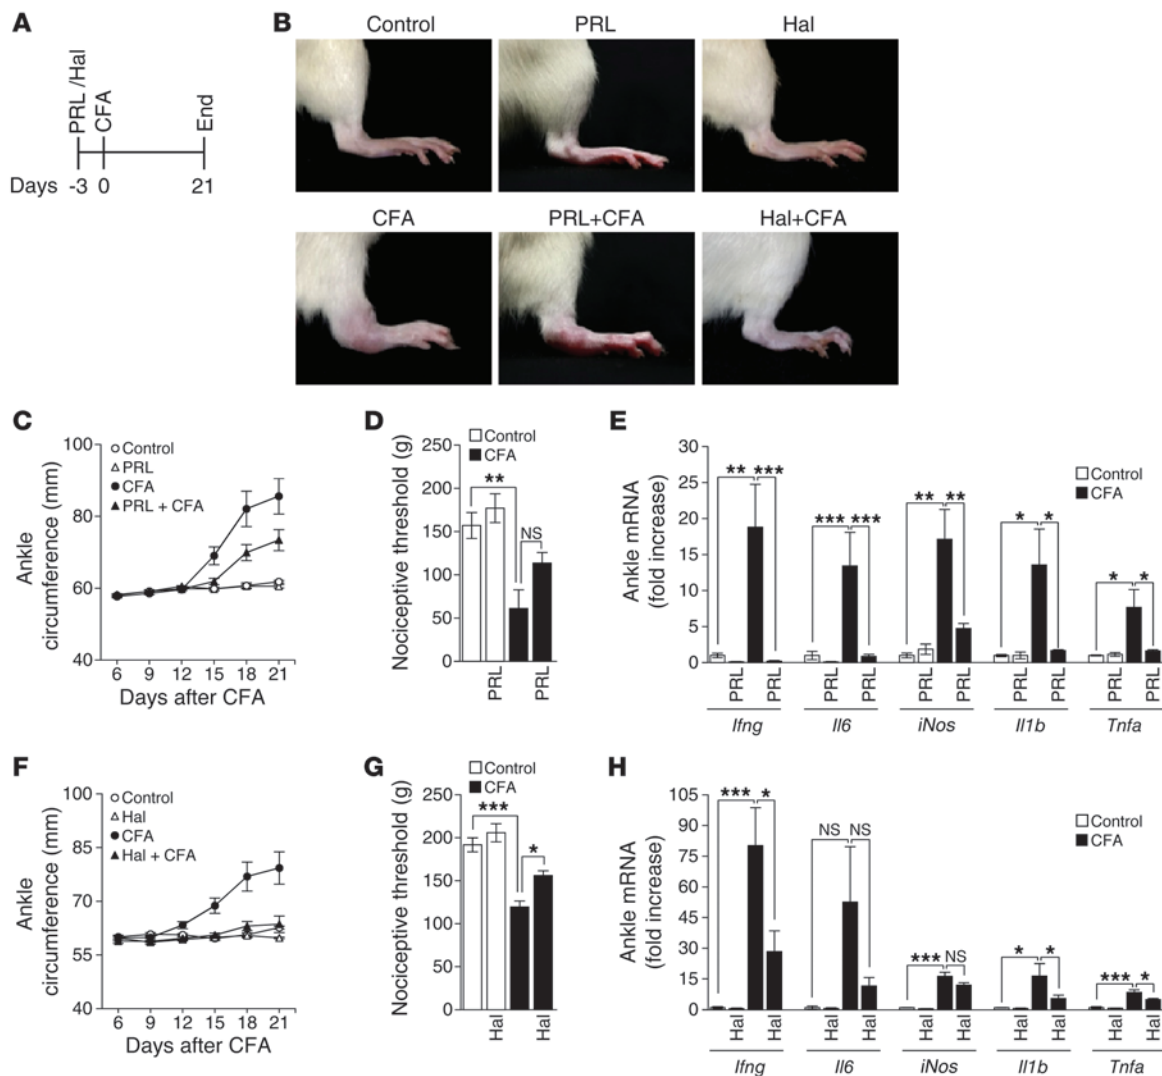 A
PRL /Hal
CFA
End
Days -3 0 21
B
Control PRL Hal
CFA PRL+CFA Hal+CFA
C
Ankle
circumference (mm)
100
80
60
40
Control
PRL
CFA
PRL + CFA
6 9 12 15 18 21
Days after CFA
D
Nociceptive threshold (g)
250
200
150
100
50
0
Control
CFA
**
NS
PRL PRL
E
Ankle mRNA
(fold increase)
30
25
20
15
10
5
0
Control
CFA
** *** *** *** ** ** * * * *
PRL PRL PRL PRL PRL PRL PRL PRL PRL PRL
Ifng Il6 iNos Il1b Tnfa
F
Ankle
circumference (mm)
100
85
70
55
40
Control
Hal
CFA
Hal + CFA
6 9 12 15 18 21
Days after CFA
G
Nociceptive threshold (g)
250
200
150
100
50
0
Control
CFA
***
*
Hal Hal
H
Ankle mRNA
(fold increase)
105
90
75
60
45
30
15
0
Control
CFA
*** * NS NS *** NS * * *** *
Hal Hal Hal Hal Hal Hal Hal Hal Hal Hal
Ifng Il6 iNos Il1b Tnfa